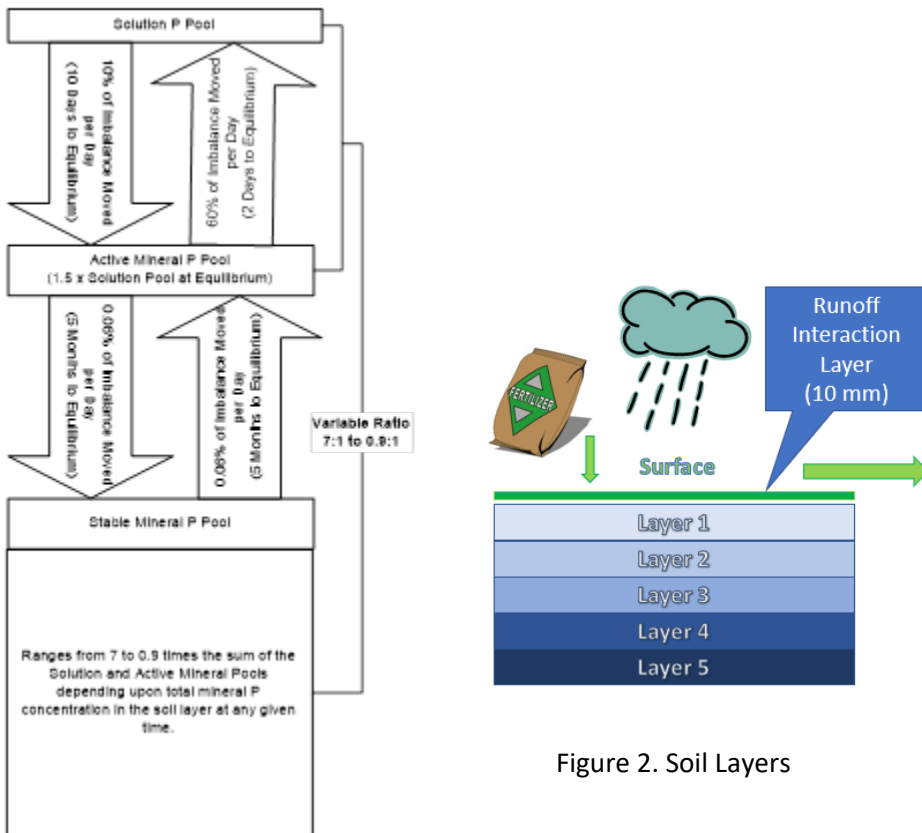 Solution P Pool
10% of Imbalance Moved
per Day
(10 Days to Equilibrium)
60% of Imbalance Moved
per Day
(2 Days to Equilibrium)
Active Mineral P Pool
(1.5 x Solution Pool at Equilibrium)
0.06% of Imbalance Moved
per Day
(5 Months to Equilibrium)
0.06% of Imbalance Moved
per Day
(5 Months to Equilibrium)
Variable Ratio
7:1 to 0.9:1
Stable Mineral P Pool
Ranges from 7 to 0.9 times the sum of the
Solution and Active Mineral Pools
depending upon total mineral P
concentration in the soil layer at any given
time.
FERTILIZER
Runoff
Interaction
Layer
(10 mm)
Surface
Layer 1
Layer 2
Layer 3
Layer 4
Layer 5
Figure 2. Soil Layers